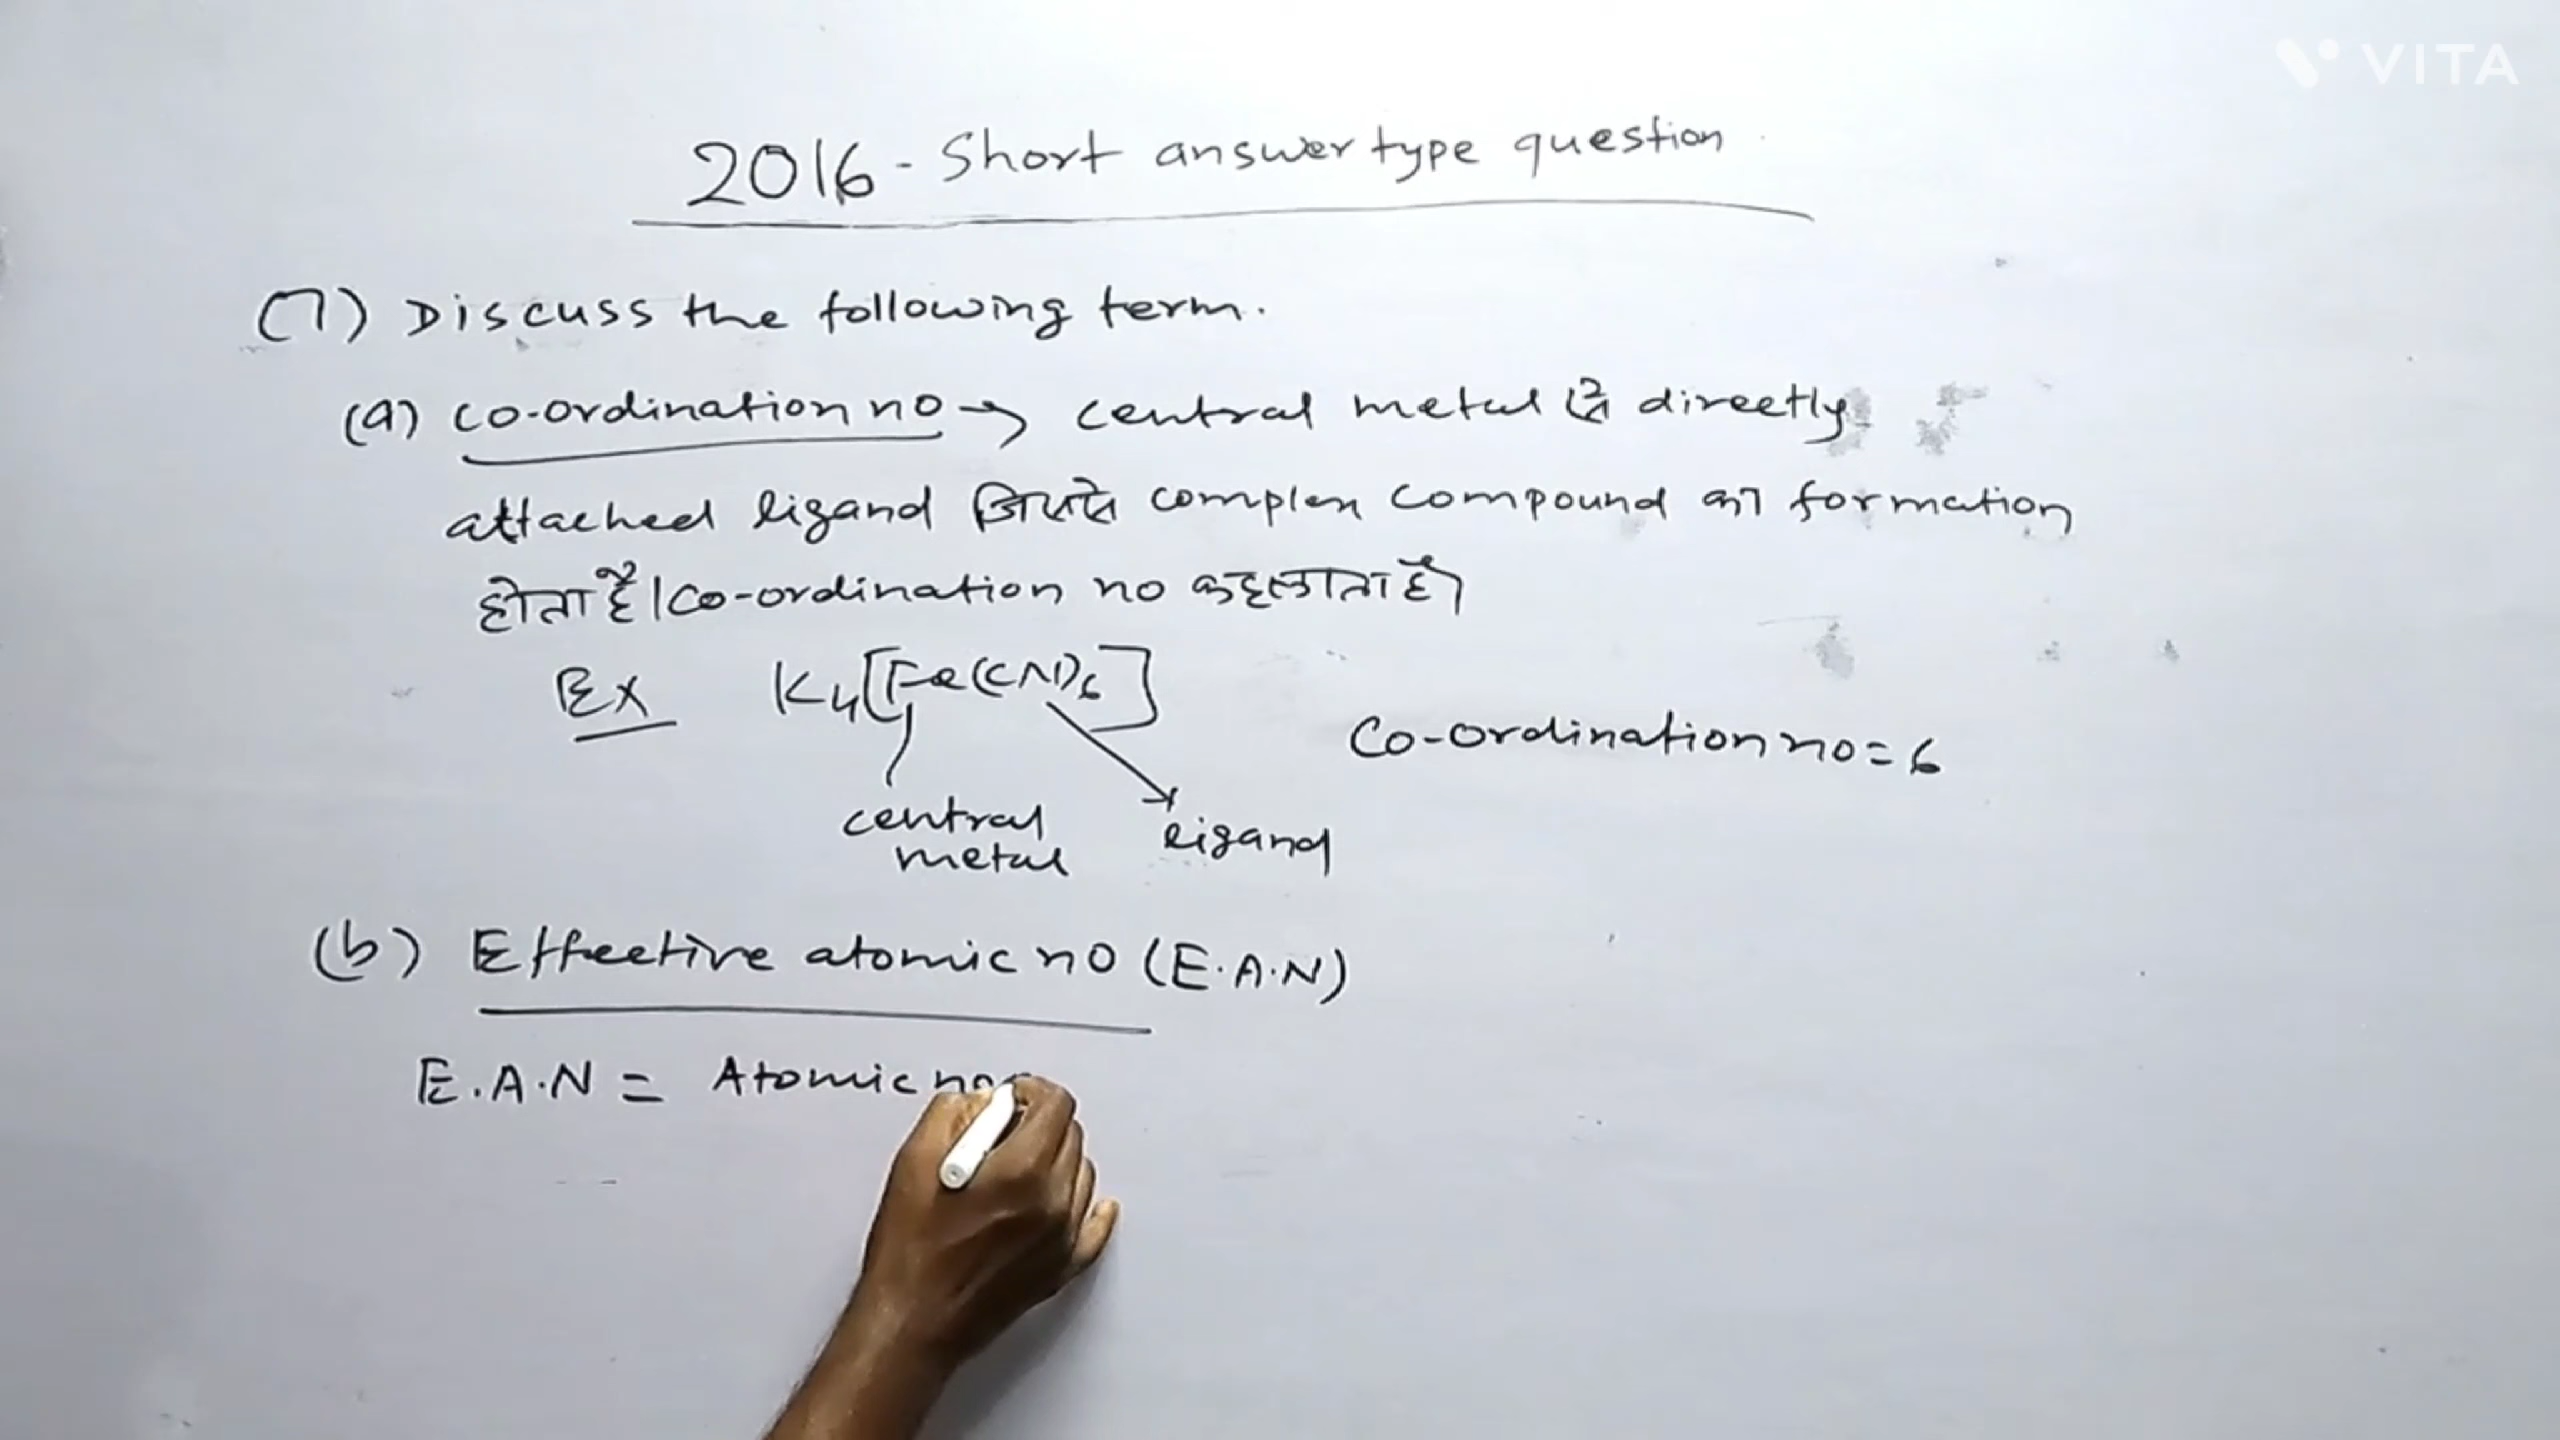 VITA
2016 - Short answer type question
(7) Discuss the following term.
(a) co-ordination no → central metal से directly
attached ligand जिससे complex compound का formation
होता है। co-ordination no कहलाता है।
Ex K4[Fe(CN)6]
Co-ordination no = 6
central
metal
ligand
(b) Effective atomic no (E.A.N)
E.A.N = Atomic no